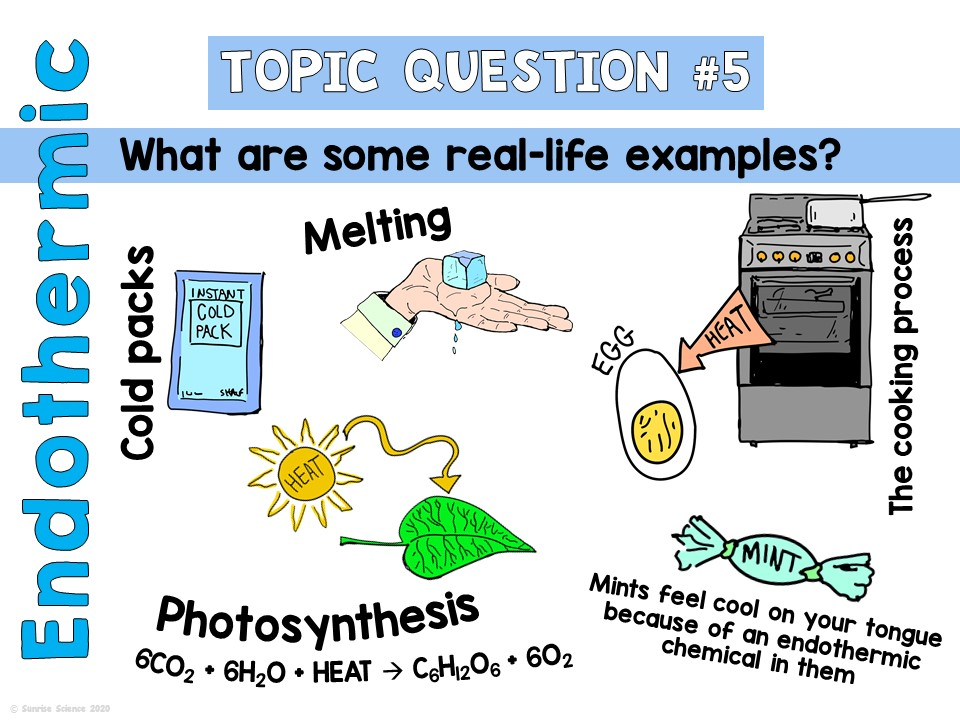 Endothermic
TOPIC QUESTION #5
What are some real-life examples?
Cold packs
INSTANT
COLD
PACK
Melting
EGG
HEAT
The cooking process
HEAT
Photosynthesis
6CO₂ + 6H₂O + HEAT → C₆H₁₂O₆ + 6O₂
MINT
Mints feel cool on your tongue
because of an endothermic
chemical in them
© Sunrise Science 2020